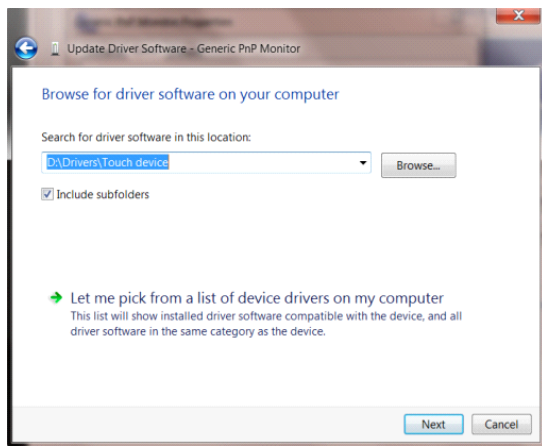 Update Driver Software - Generic PnP Monitor
Browse for driver software on your computer
Search for driver software in this location:
D:\Drivers\Touch device
Browse...
Include subfolders
Let me pick from a list of device drivers on my computer
This list will show installed driver software compatible with the device, and all
driver software in the same category as the device.
Next
Cancel